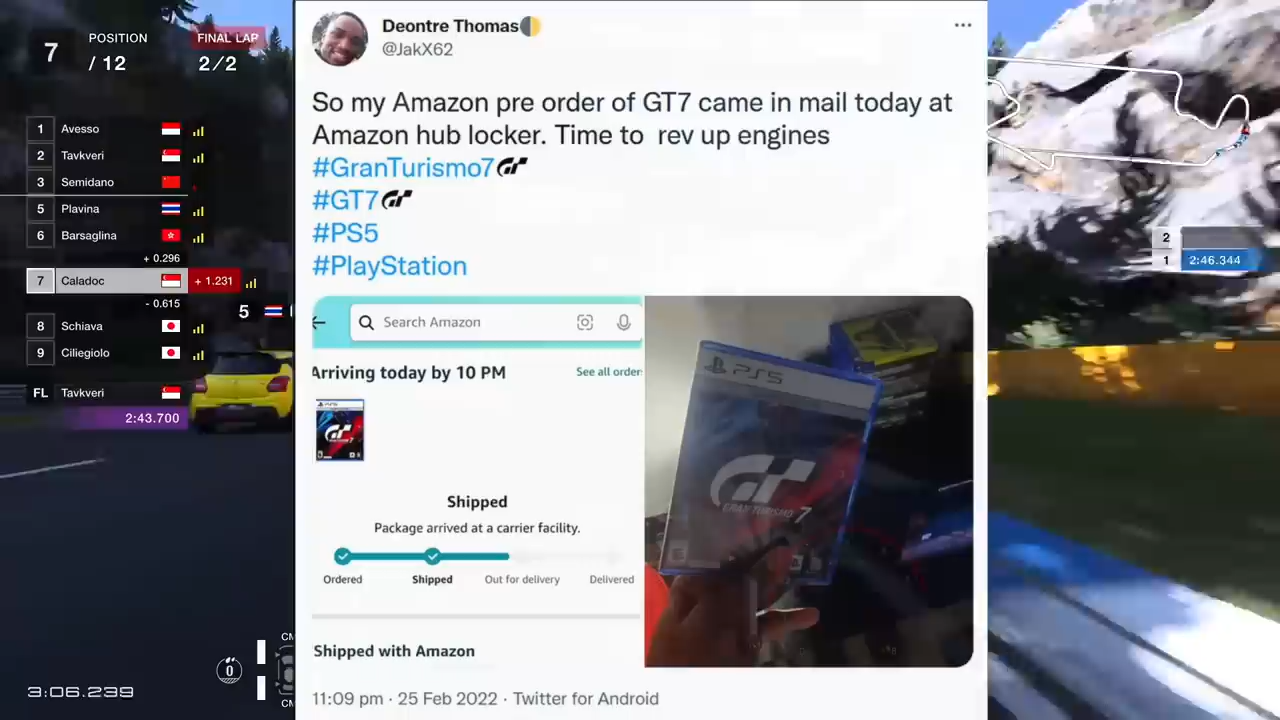 7
POSITION
/ 12
FINAL LAP
2/2
1 Avesso
2 Tavkveri
3 Semidano
5 Plavina
6 Barsaglina
+ 0.296
7 Caladoc + 1.231
- 0.615
5
8 Schiava
9 Ciliegiolo
FL Tavkveri
2:43.700
0
3:06.239
CM
CM
Deontre Thomas
@JakX62
So my Amazon pre order of GT7 came in mail today at
Amazon hub locker. Time to rev up engines
#GranTurismo7
#GT7
#PS5
#PlayStation
Search Amazon
Arriving today by 10 PM
See all order
Shipped
Package arrived at a carrier facility.
Ordered Shipped Out for delivery Delivered
Shipped with Amazon
PS5
GRAN TURISMO 7
E
11:09 pm · 25 Feb 2022 · Twitter for Android
2
1 2:46.344